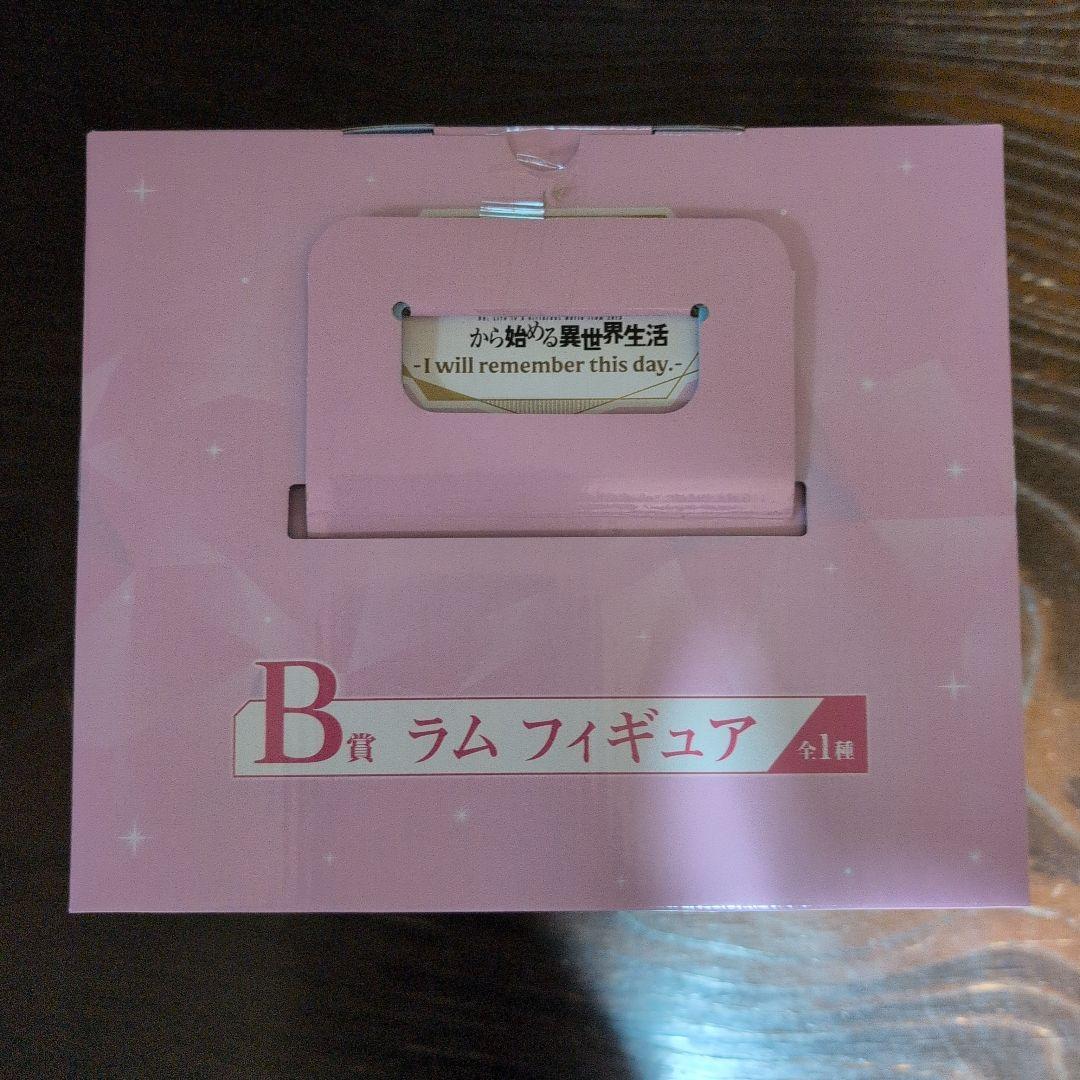 から始める異世界生活
-I will remember this day.-
B賞 ラム フィギュア 全1種